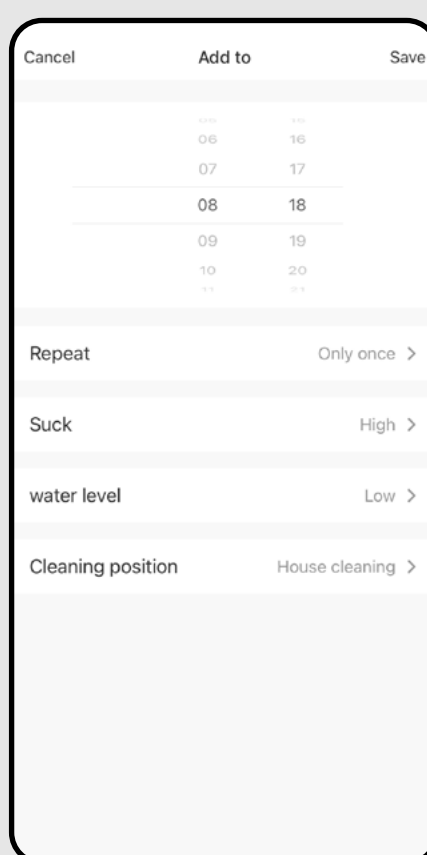 Cancel Add to Save
06 16
07 17
08 18
09 19
10 20
Repeat Only once >
Suck High >
water level Low >
Cleaning position House cleaning >